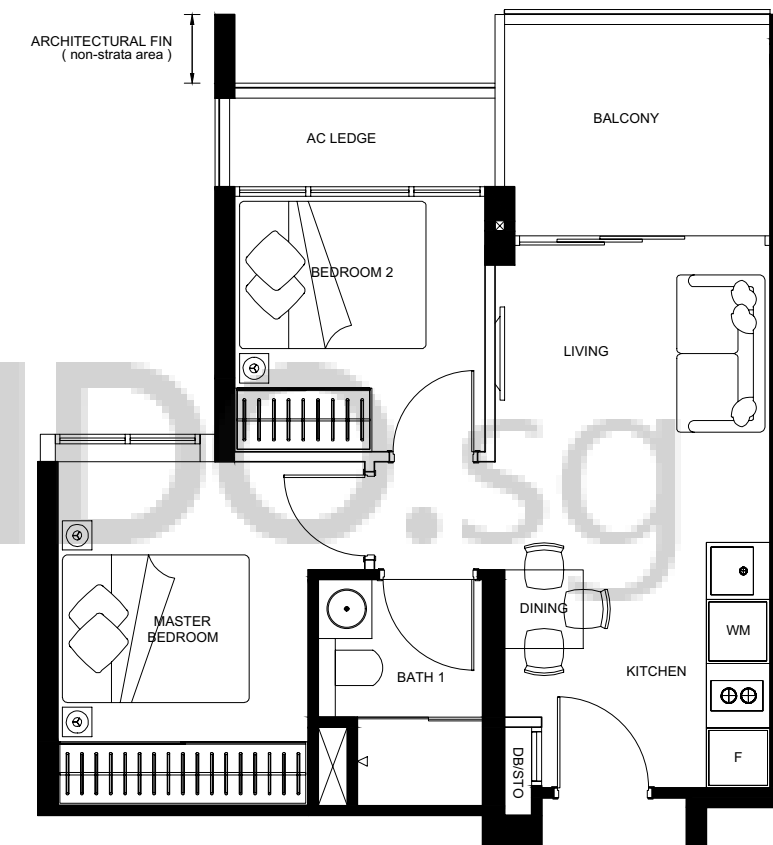 ARCHITECTURAL FIN
( non-strata area )
BALCONY
AC LEDGE
BEDROOM 2
LIVING
DO.sg
MASTER
BEDROOM
DINING
WM
BATH 1
KITCHEN
DB/STO
F